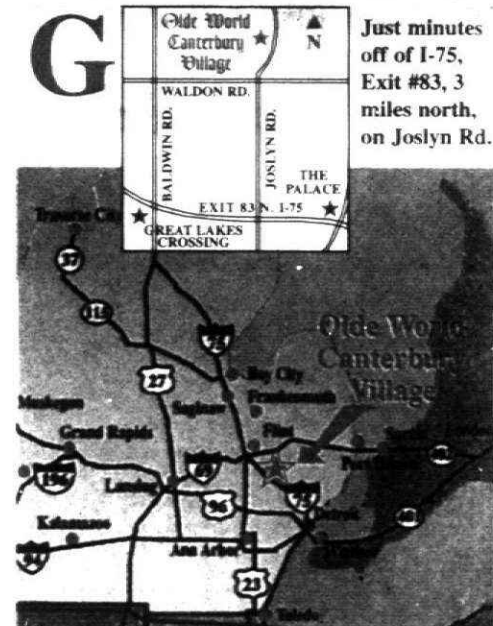 G
Olde World
Canterbury
Village
N
WALDON RD.
BALDWIN RD.
JOSLYN RD.
THE
PALACE
EXIT 83 N. I-75
GREAT LAKES
CROSSING
Just minutes
off of I-75,
Exit #83, 3
miles north,
on Joslyn Rd.
Traverse City
37
115
75
27
Olde World
Canterbury
Village
Bay City
Saginaw
Frankenmuth
Muskegon
Grand Rapids
Flint
196
69
Lansing
96
75
Detroit
Kalamazoo
94
Ann Arbor
23
Toledo